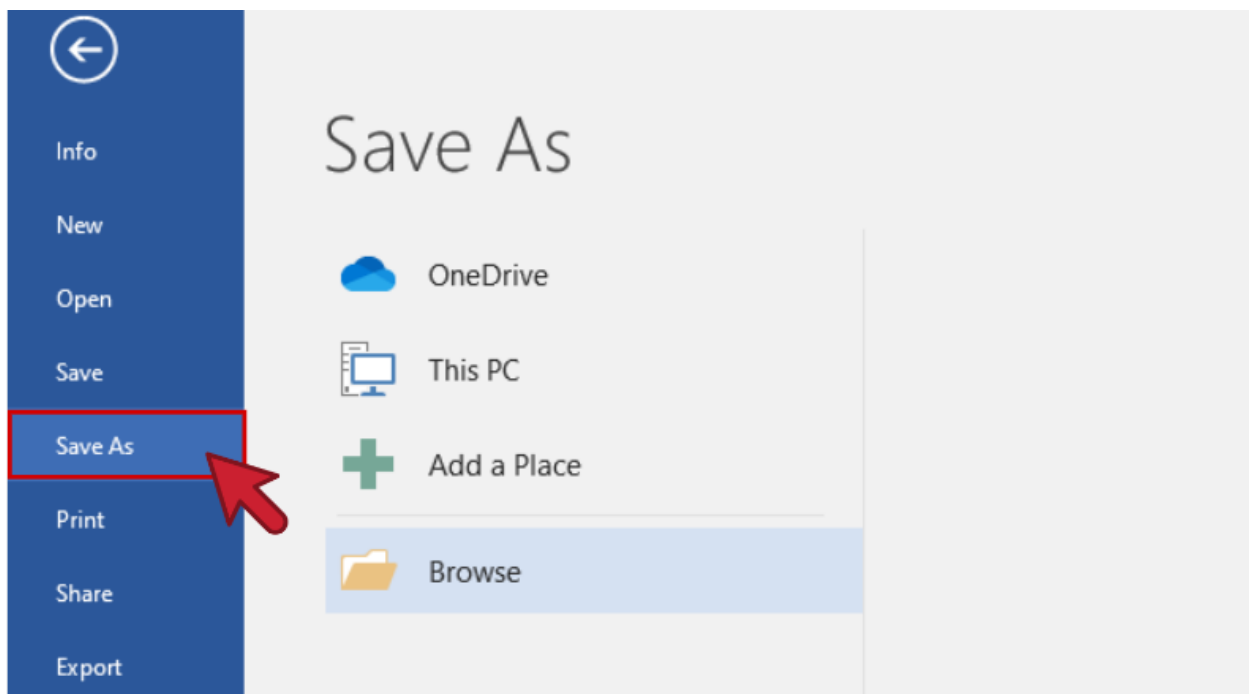 Info
New
Open
Save
Save As
Print
Share
Export
Save As
OneDrive
This PC
Add a Place
Browse